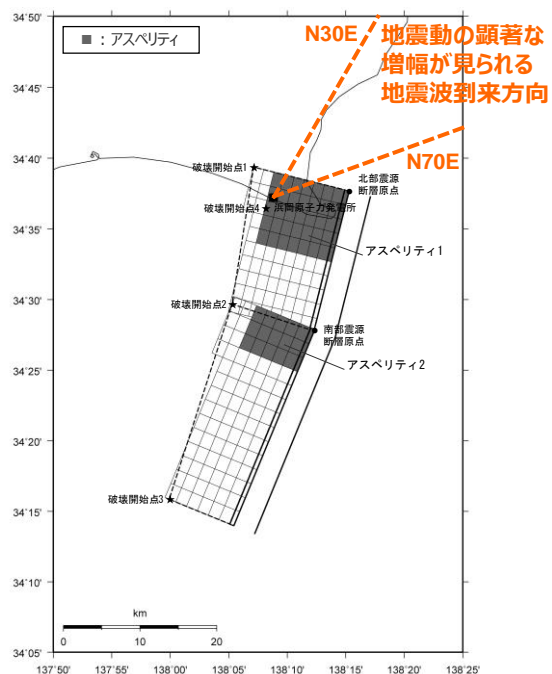 34˚50'
N30E
地震動の顕著な
増幅が見られる
地震波到来方向
■ : アスペリティ
34˚45'
N70E
34˚40'
破壊開始点1
北部震源
断層原点
破壊開始点4
浜岡原子力発電所
34˚35'
アスペリティ1
34˚30'
破壊開始点2
南部震源
断層原点
アスペリティ2
34˚25'
34˚20'
破壊開始点3
34˚15'
34˚10'
km
0 10 20
34˚05'
137˚50' 137˚55' 138˚00' 138˚05' 138˚10' 138˚15' 138˚20' 138˚25'